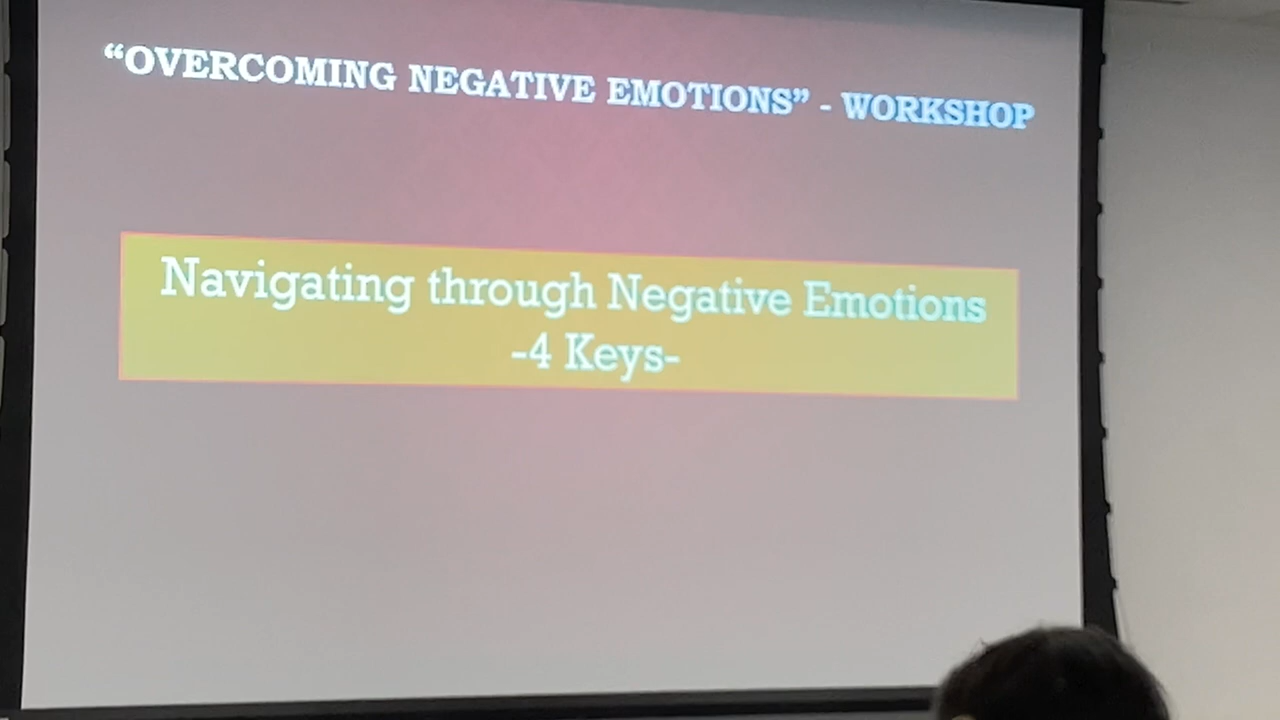 “OVERCOMING NEGATIVE EMOTIONS” - WORKSHOP
Navigating through Negative Emotions
-4 Keys-